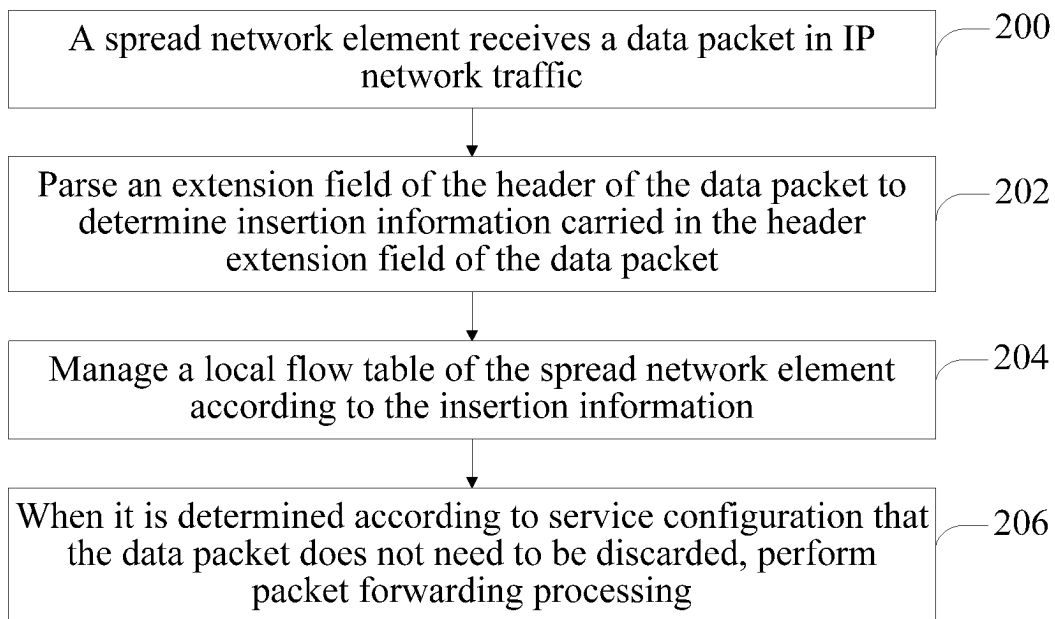 A spread network element receives a data packet in IP
network traffic
200
Parse an extension field of the header of the data packet to
determine insertion information carried in the header
extension field of the data packet
202
Manage a local flow table of the spread network element
according to the insertion information
204
When it is determined according to service configuration that
the data packet does not need to be discarded, perform
packet forwarding processing
206